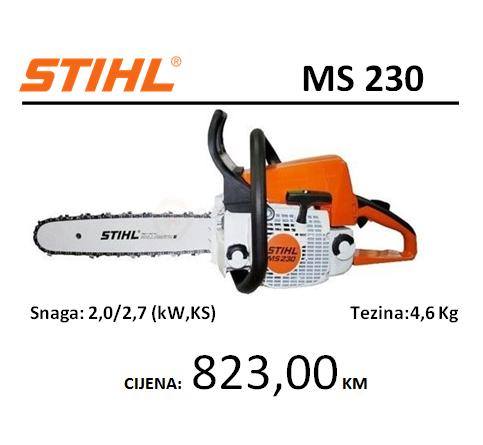 STIHL®
MS 230
STIHL
STIHL
MS 230
Snaga: 2,0/2,7 (kW,KS)
Tezina:4,6 Kg
CIJENA: 823,00 KM